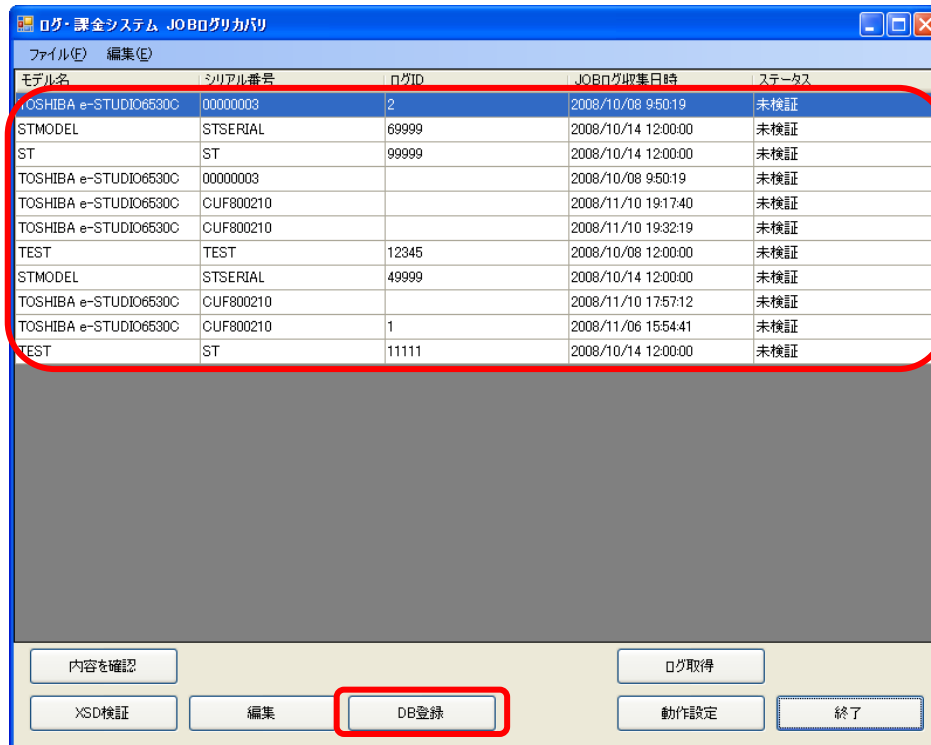 ログ・課金システム JOBログリカバリ
ファイル(F) 編集(E)
モデル名 シリアル番号 ログID JOBログ収集日時 ステータス
TOSHIBA e-STUDIO6530C 00000003 2 2008/10/08 9:50:19 未検証
STMODEL STSERIAL 69999 2008/10/14 12:00:00 未検証
ST ST 99999 2008/10/14 12:00:00 未検証
TOSHIBA e-STUDIO6530C 00000003 2008/10/08 9:50:19 未検証
TOSHIBA e-STUDIO6530C CUF800210 2008/11/10 19:17:40 未検証
TOSHIBA e-STUDIO6530C CUF800210 2008/11/10 19:32:19 未検証
TEST TEST 12345 2008/10/08 12:00:00 未検証
STMODEL STSERIAL 49999 2008/10/14 12:00:00 未検証
TOSHIBA e-STUDIO6530C CUF800210 2008/11/10 17:57:12 未検証
TOSHIBA e-STUDIO6530C CUF800210 1 2008/11/06 15:54:41 未検証
TEST ST 11111 2008/10/14 12:00:00 未検証
内容を確認 ログ取得
XSD検証 編集 DB登録 動作設定 終了